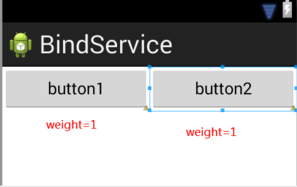 BindService
button1 button2
weight=1 weight=1